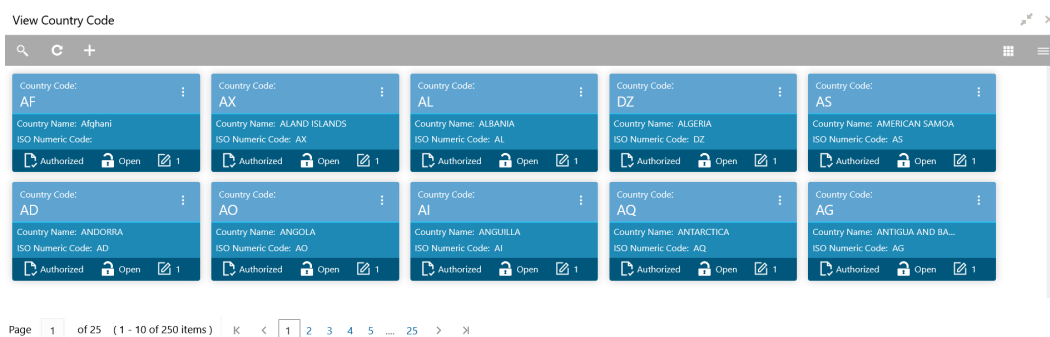 View Country Code
Country Code:
AF
Country Name: Afghani
ISO Numeric Code:
Authorized Open 1
Country Code:
AX
Country Name: ALAND ISLANDS
ISO Numeric Code: AX
Authorized Open 1
Country Code:
AL
Country Name: ALBANIA
ISO Numeric Code: AL
Authorized Open 1
Country Code:
DZ
Country Name: ALGERIA
ISO Numeric Code: DZ
Authorized Open 1
Country Code:
AS
Country Name: AMERICAN SAMOA
ISO Numeric Code: AS
Authorized Open 1
Country Code:
AD
Country Name: ANDORRA
ISO Numeric Code: AD
Authorized Open 1
Country Code:
AO
Country Name: ANGOLA
ISO Numeric Code: AO
Authorized Open 1
Country Code:
AI
Country Name: ANGUILLA
ISO Numeric Code: AI
Authorized Open 1
Country Code:
AQ
Country Name: ANTARCTICA
ISO Numeric Code: AQ
Authorized Open 1
Country Code:
AG
Country Name: ANTIGUA AND BA...
ISO Numeric Code: AG
Authorized Open 1
Page 1 of 25 ( 1 - 10 of 250 items ) 1 2 3 4 5 .... 25